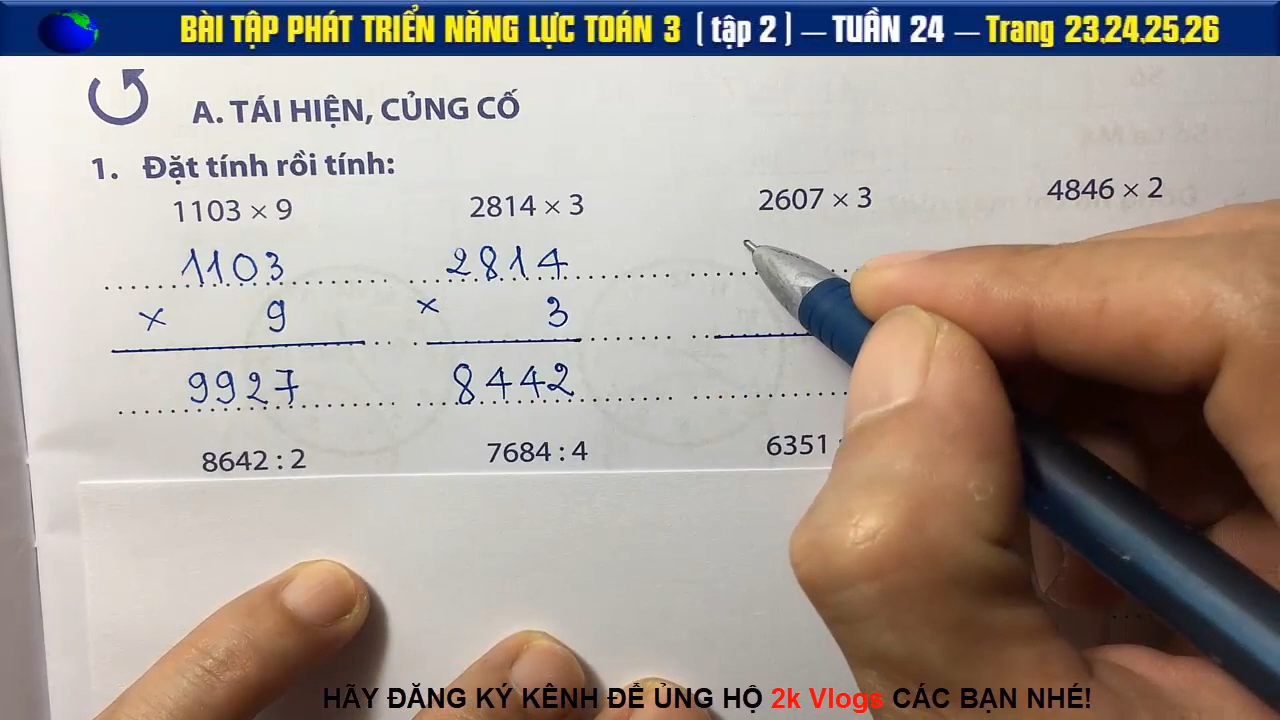 BÀI TẬP PHÁT TRIỂN NĂNG LỰC TOÁN 3 ( tập 2 ) – TUẦN 24 – Trang 23,24,25,26
A. TÁI HIỆN, CỦNG CỐ
1. Đặt tính rồi tính:
1103 × 9 2814 × 3 2607 × 3 4846 × 2
1103 2814
× 9 × 3
9927 8442
8642 : 2 7684 : 4 6351
HÃY ĐĂNG KÝ KÊNH ĐỂ ỦNG HỘ 2k Vlogs CÁC BẠN NHÉ!